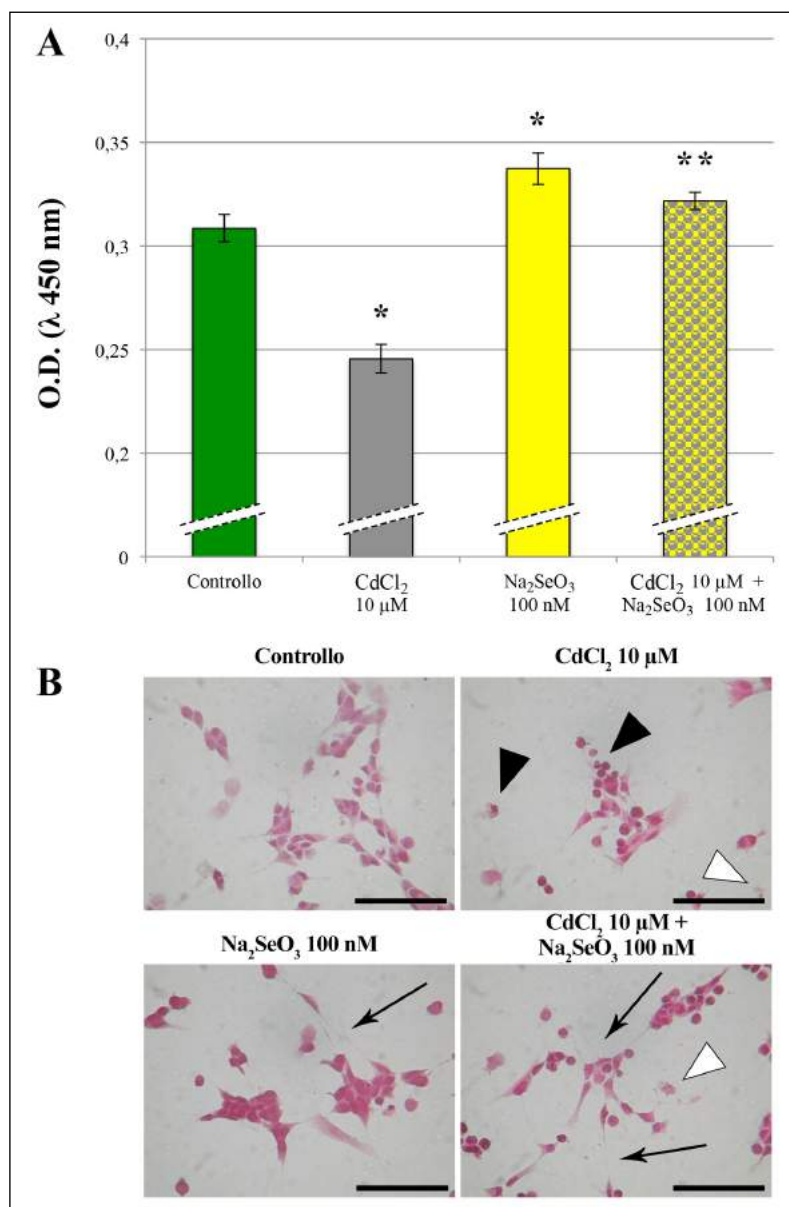 A
0,4
0,35
0,3
0,25
0,2
0
O.D. (λ 450 nm)
*
*
**
Controllo
CdCl₂
10 µM
Na₂SeO₃
100 nM
CdCl₂ 10 µM +
Na₂SeO₃ 100 nM
B
Controllo
CdCl₂ 10 µM
Na₂SeO₃ 100 nM
CdCl₂ 10 µM +
Na₂SeO₃ 100 nM